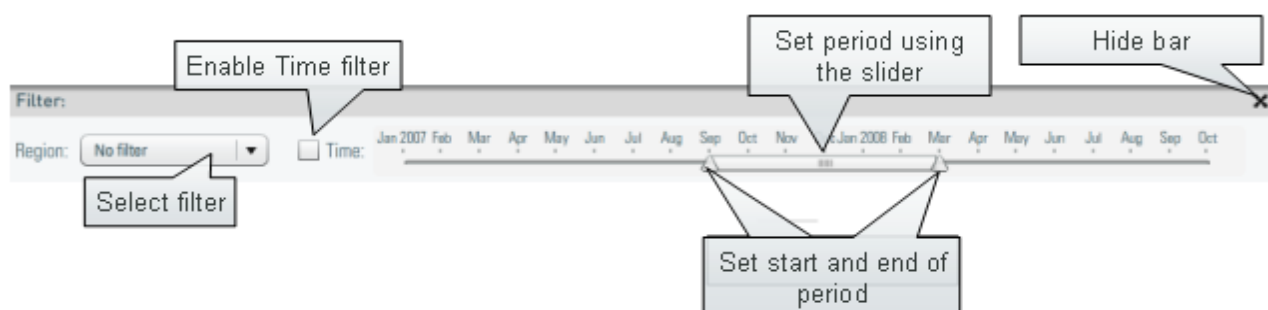 Set period using
the slider
Hide bar
Enable Time filter
Filter:
Region: No filter Time: Jan 2007 Feb Mar Apr May Jun Jul Aug Sep Oct Nov Jan 2008 Feb Mar Apr May Jun Jul Aug Sep Oct
Select filter
Set start and end of
period